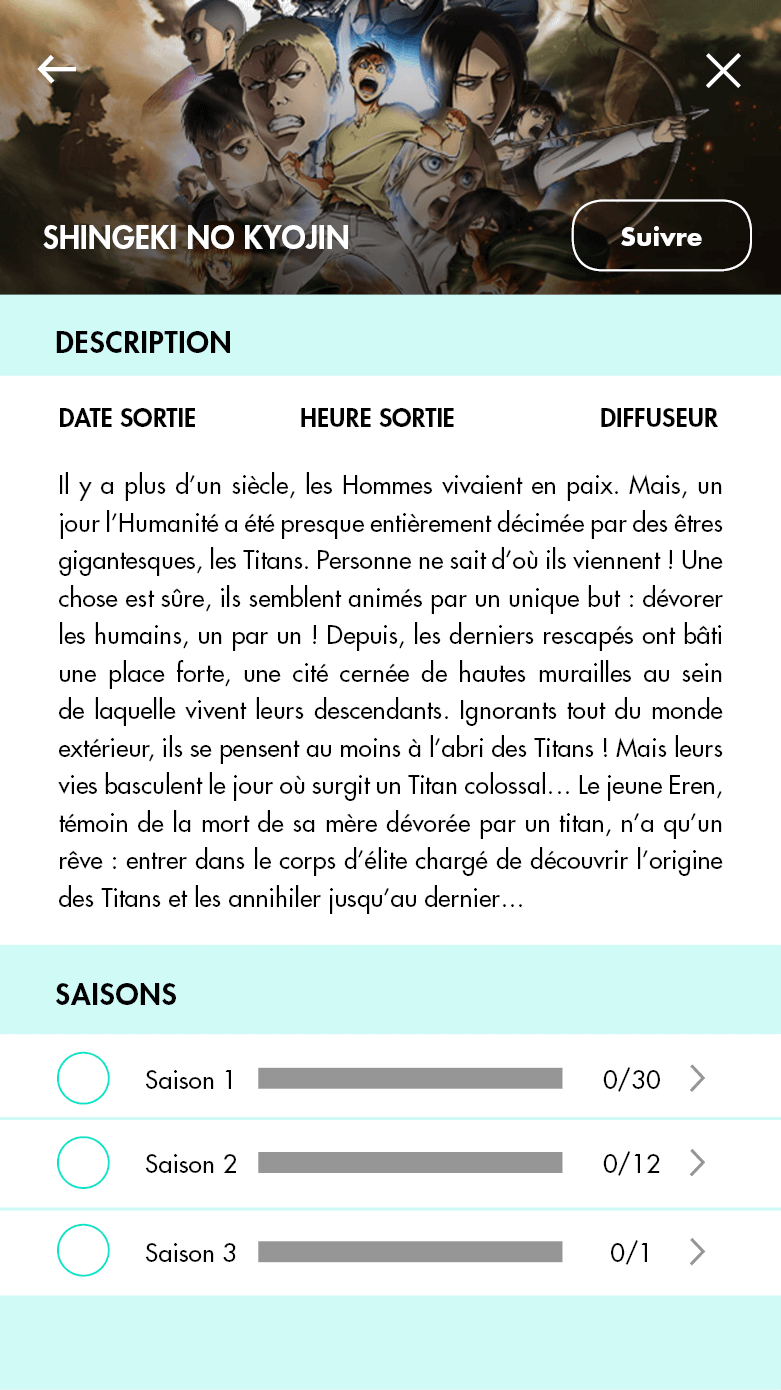 SHINGEKI NO KYOJIN
Suivre
DESCRIPTION
DATE SORTIE HEURE SORTIE DIFFUSEUR
Il y a plus d’un siècle, les Hommes vivaient en paix. Mais, un
jour l’Humanité a été presque entièrement décimée par des êtres
gigantesques, les Titans. Personne ne sait d’où ils viennent ! Une
chose est sûre, ils semblent animés par un unique but : dévorer
les humains, un par un ! Depuis, les derniers rescapés ont bâti
une place forte, une cité cernée de hautes murailles au sein
de laquelle vivent leurs descendants. Ignorants tout du monde
extérieur, ils se pensent au moins à l’abri des Titans ! Mais leurs
vies basculent le jour où surgit un Titan colossal… Le jeune Eren,
témoin de la mort de sa mère dévorée par un titan, n’a qu’un
rêve : entrer dans le corps d’élite chargé de découvrir l’origine
des Titans et les annihiler jusqu’au dernier…
SAISONS
Saison 1 0/30
Saison 2 0/12
Saison 3 0/1